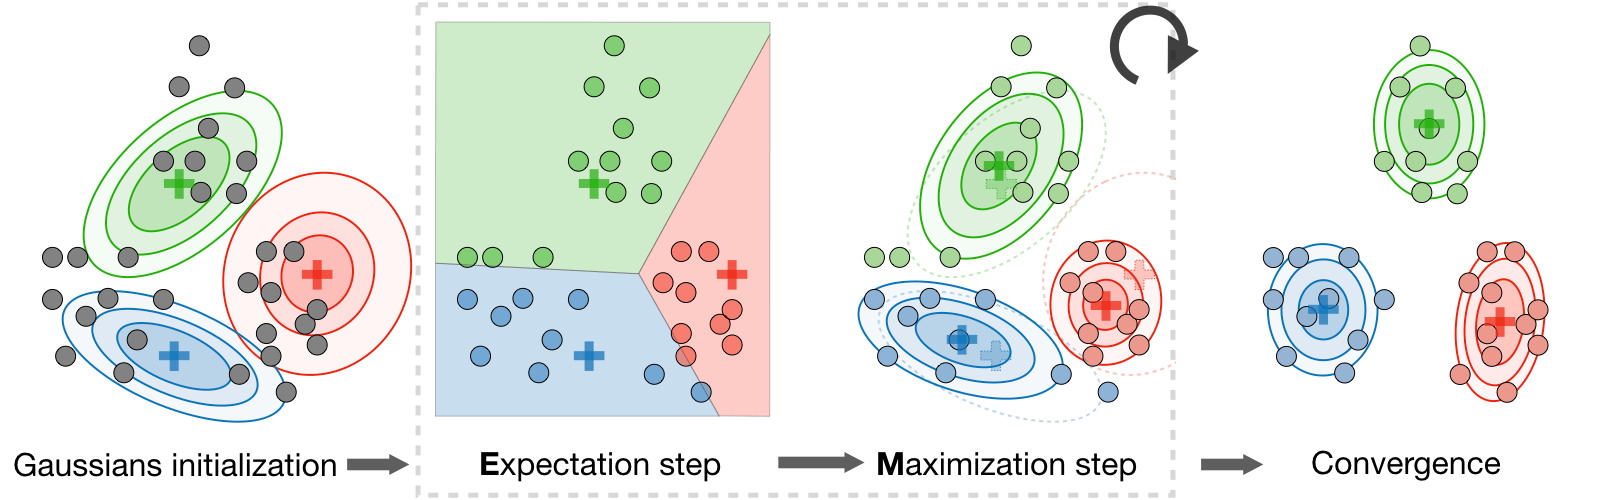 Gaussians initialization
Expectation step
Maximization step
Convergence